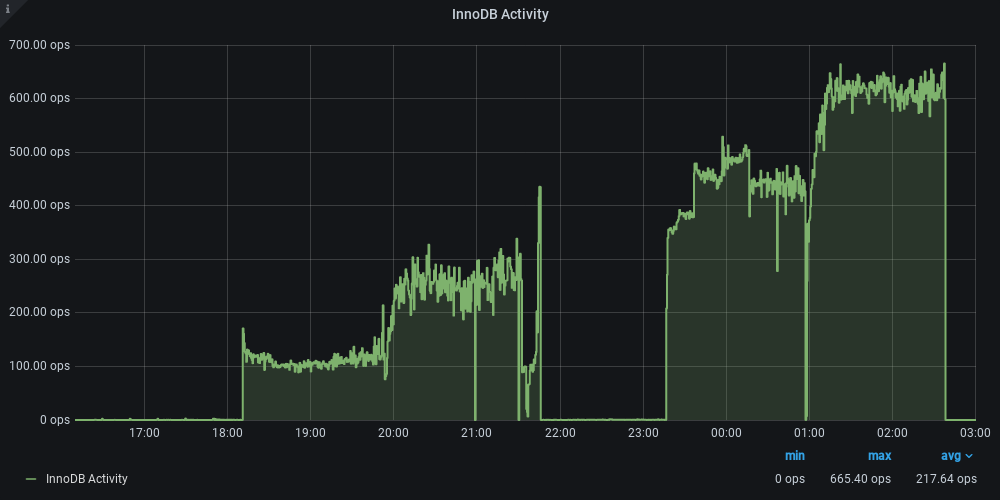 i
InnoDB Activity
700.00 ops
600.00 ops
500.00 ops
400.00 ops
300.00 ops
200.00 ops
100.00 ops
0 ops
17:00 18:00 19:00 20:00 21:00 22:00 23:00 00:00 01:00 02:00 03:00
min max avg
InnoDB Activity 0 ops 665.40 ops 217.64 ops